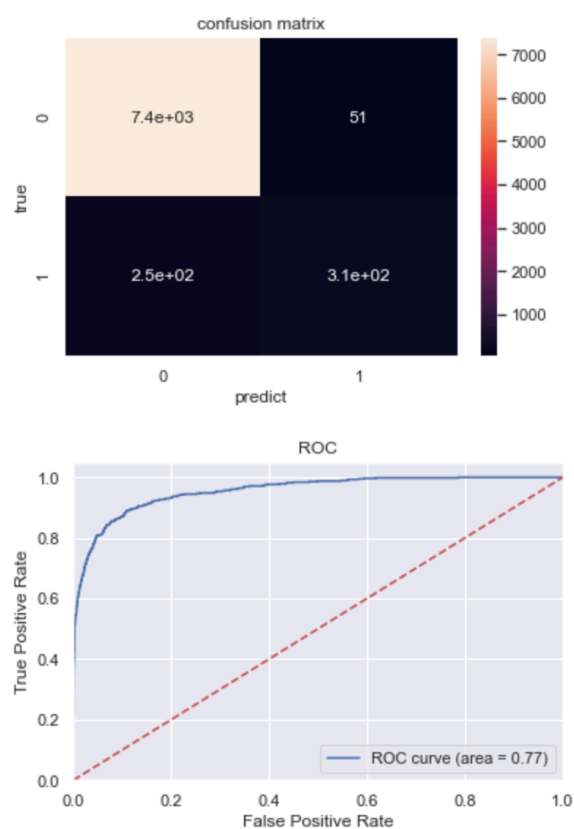 confusion matrix
7000
7.4e+03
51
0
6000
5000
true
4000
3000
2.5e+02
3.1e+02
1
2000
1000
0
1
predict
ROC
1.0
0.8
0.6
True Positive Rate
0.4
0.2
ROC curve (area = 0.77)
0.0
0.0
0.2
0.4
0.6
0.8
1.0
False Positive Rate